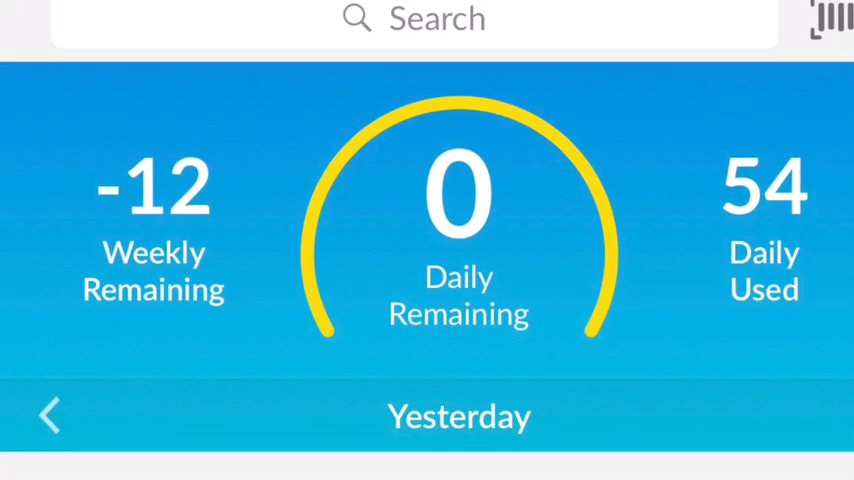 Search
-12
Weekly
Remaining
0
Daily
Remaining
54
Daily
Used
Yesterday